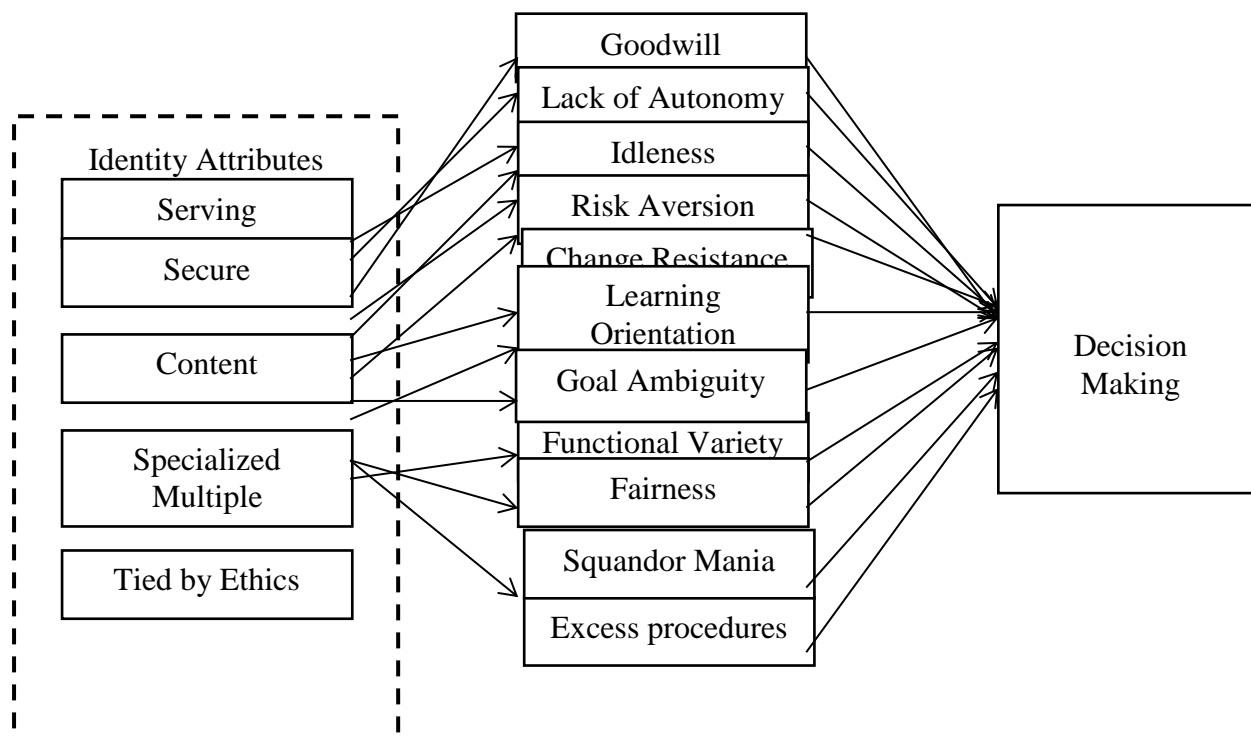 Identity Attributes
Serving
Secure
Content
Specialized
Multiple
Tied by Ethics
Goodwill
Lack of Autonomy
Idleness
Risk Aversion
Change Resistance
Learning
Orientation
Goal Ambiguity
Functional Variety
Fairness
Squandor Mania
Excess procedures
Decision
Making